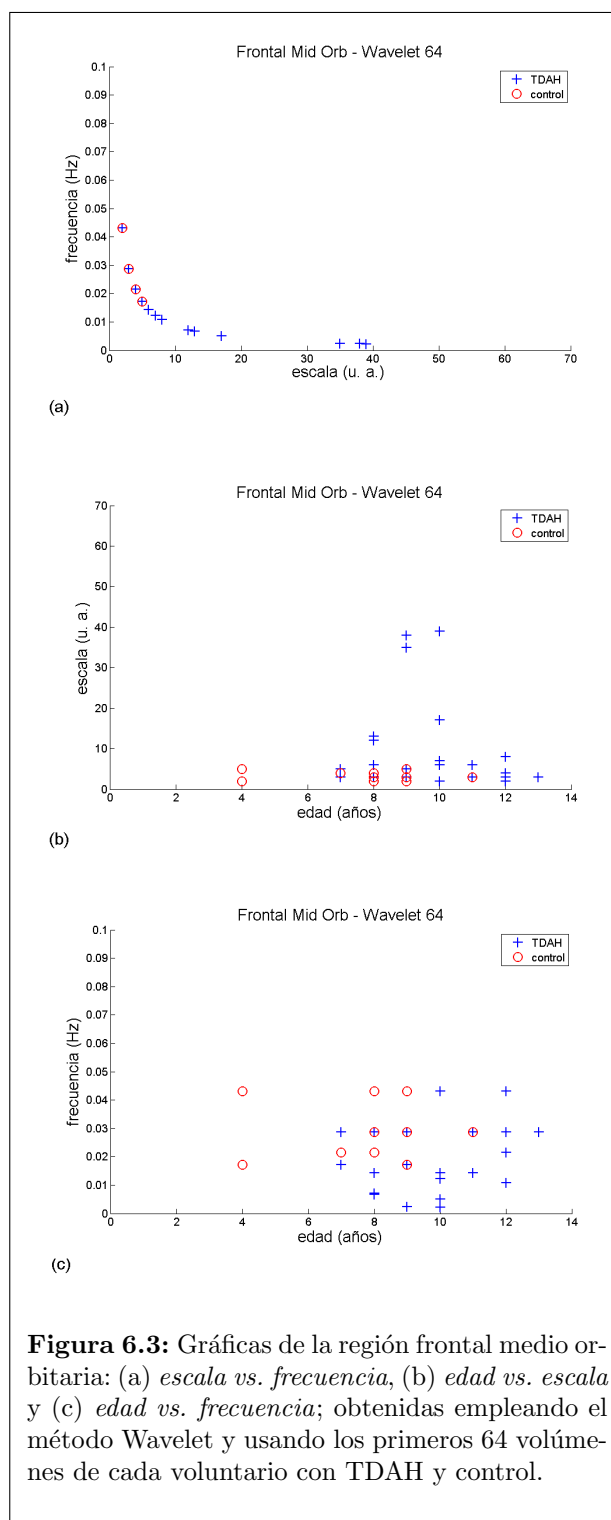 Frontal Mid Orb - Wavelet 64
0.1
0.09
0.08
0.07
0.06
0.05
0.04
0.03
0.02
0.01
0
frecuencia (Hz)
TDAH
control
0 10 20 30 40 50 60 70
escala (u. a.)
(a)
Frontal Mid Orb - Wavelet 64
70
60
50
40
30
20
10
0
escala (u. a.)
TDAH
control
0 2 4 6 8 10 12 14
edad (años)
(b)
Frontal Mid Orb - Wavelet 64
0.1
0.09
0.08
0.07
0.06
0.05
0.04
0.03
0.02
0.01
0
frecuencia (Hz)
TDAH
control
0 2 4 6 8 10 12 14
edad (años)
(c)
Figura 6.3: Gráficas de la región frontal medio or-
bitaria: (a) escala vs. frecuencia, (b) edad vs. escala
y (c) edad vs. frecuencia; obtenidas empleando el
método Wavelet y usando los primeros 64 volúme-
nes de cada voluntario con TDAH y control.